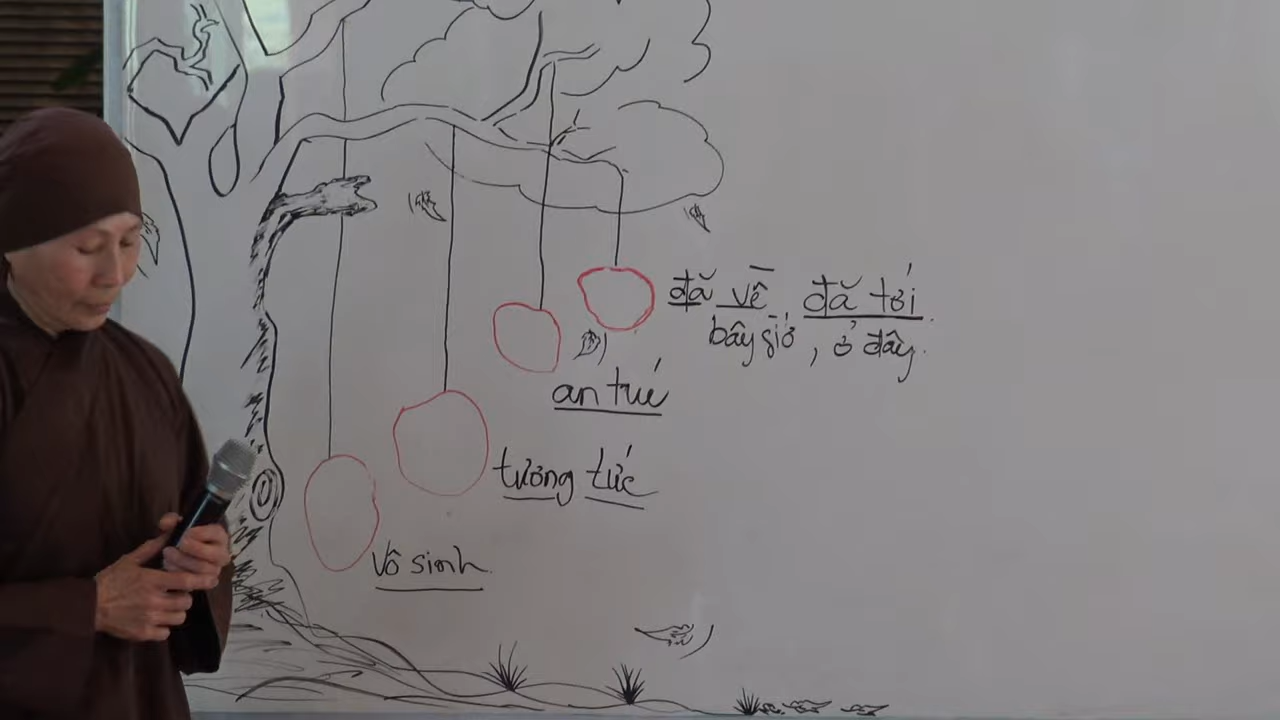 đã về, đã tới.
bây giờ, ở đây.
an trú
tương tức
Vô sinh.